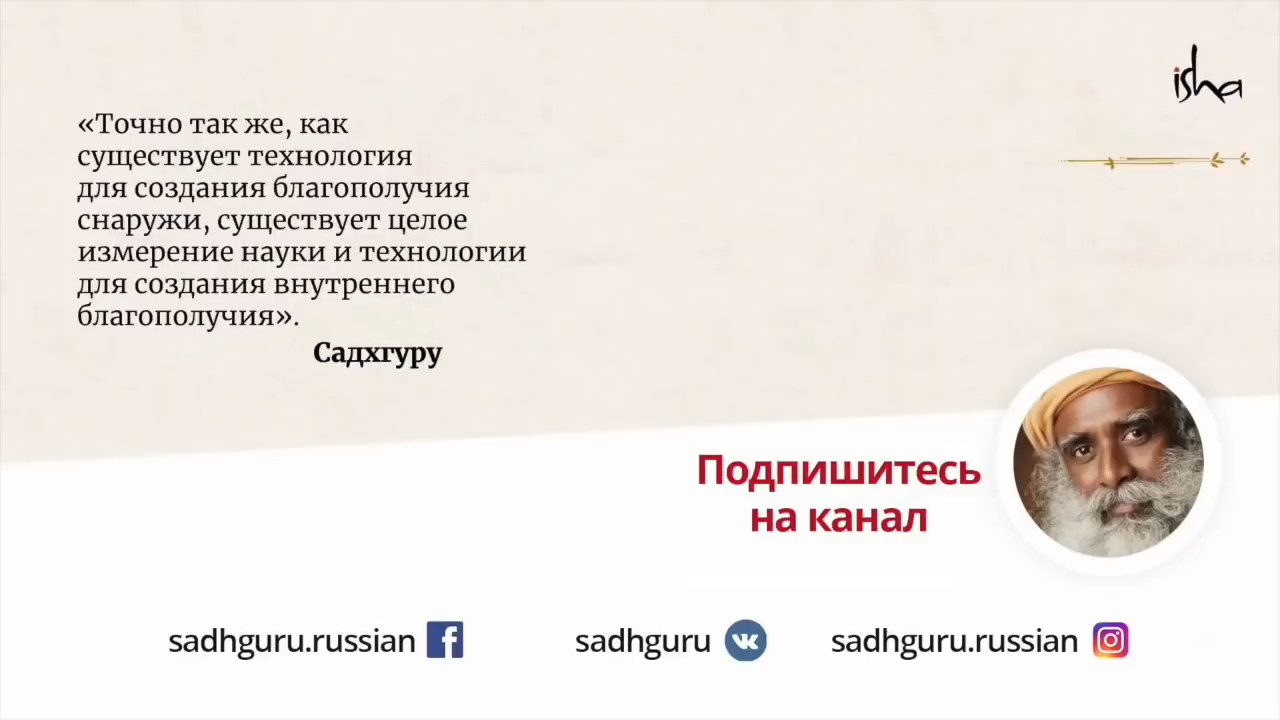 «Точно так же, как
существует технология
для создания благополучия
снаружи, существует целое
измерение науки и технологии
для создания внутреннего
благополучия».
Садхгуру
isha
Подпишитесь
на канал
sadhguru.russian
sadhguru
sadhguru.russian